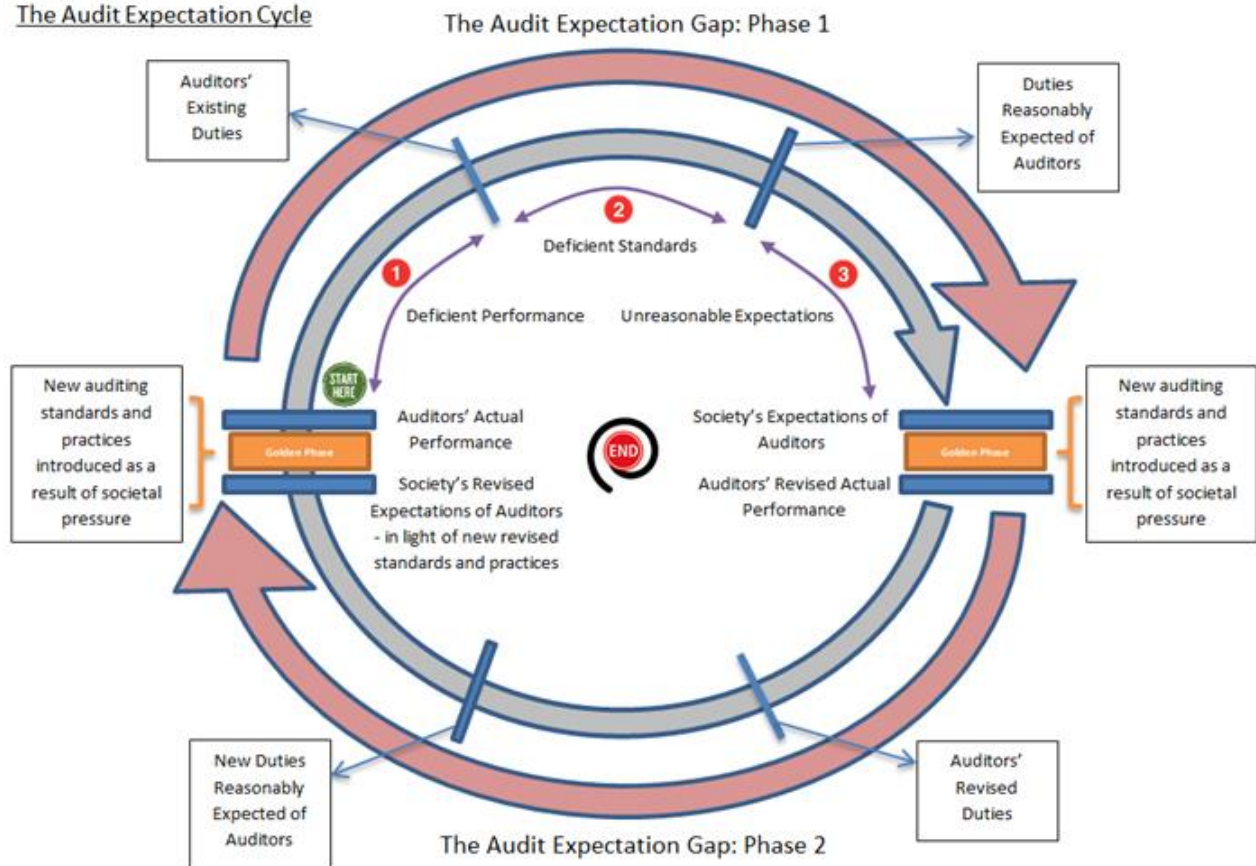 The Audit Expectation Cycle
The Audit Expectation Gap: Phase 1
Auditors’
Existing
Duties
Duties
Reasonably
Expected of
Auditors
2
Deficient Standards
1
3
Deficient Performance
Unreasonable Expectations
START
HERE
New auditing
standards and
practices
introduced as a
result of societal
pressure
Golden Phase
Auditors’ Actual
Performance
Society’s Revised
Expectations of Auditors
- in light of new revised
standards and practices
END
Society’s Expectations of
Auditors
Auditors’ Revised Actual
Performance
Golden Phase
New auditing
standards and
practices
introduced as a
result of societal
pressure
New Duties
Reasonably
Expected of
Auditors
Auditors’
Revised
Duties
The Audit Expectation Gap: Phase 2